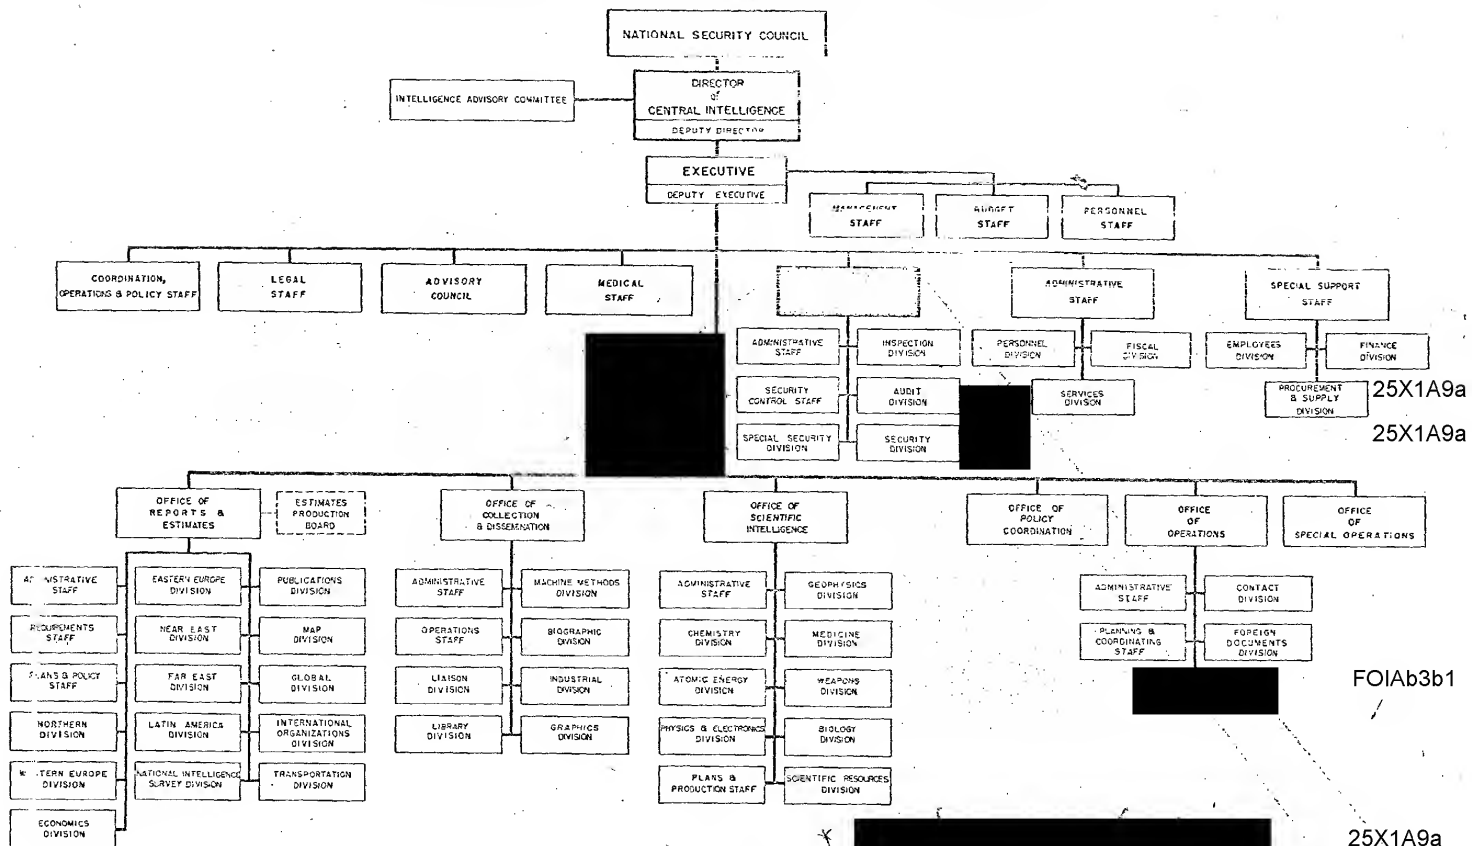 NATIONAL SECURITY COUNCIL
INTELLIGENCE ADVISORY COMMITTEE
DIRECTOR
of
CENTRAL INTELLIGENCE
DEPUTY DIRECTOR
EXECUTIVE
DEPUTY EXECUTIVE
MANAGEMENT
STAFF
BUDGET
STAFF
PERSONNEL
STAFF
COORDINATION,
OPERATIONS & POLICY STAFF
LEGAL
STAFF
ADVISORY
COUNCIL
MEDICAL
STAFF
ADMINISTRATIVE
STAFF
SPECIAL SUPPORT
STAFF
ADMINISTRATIVE
STAFF
INSPECTION
DIVISION
PERSONNEL
DIVISION
FISCAL
DIVISION
EMPLOYEES
DIVISION
FINANCE
DIVISION
SECURITY
CONTROL STAFF
AUDIT
DIVISION
SERVICES
DIVISION
PROCUREMENT
& SUPPLY
DIVISION
25X1A9a
SPECIAL SECURITY
DIVISION
SECURITY
DIVISION
25X1A9a
OFFICE OF
REPORTS &
ESTIMATES
ESTIMATES
PRODUCTION
BOARD
OFFICE OF
COLLECTION
& DISSEMINATION
OFFICE OF
SCIENTIFIC
INTELLIGENCE
OFFICE OF
POLICY
COORDINATION
OFFICE
OF
OPERATIONS
OFFICE
OF
SPECIAL OPERATIONS
ADMINISTRATIVE
STAFF
EASTERN EUROPE
DIVISION
PUBLICATIONS
DIVISION
REQUIREMENTS
STAFF
NEAR EAST
DIVISION
MAP
DIVISION
PLANS & POLICY
STAFF
FAR EAST
DIVISION
GLOBAL
DIVISION
NORTHERN
DIVISION
LATIN AMERICA
DIVISION
INTERNATIONAL
ORGANIZATIONS
DIVISION
WESTERN EUROPE
DIVISION
NATIONAL INTELLIGENCE
SURVEY DIVISION
TRANSPORTATION
DIVISION
ECONOMICS
DIVISION
ADMINISTRATIVE
STAFF
MACHINE METHODS
DIVISION
OPERATIONS
STAFF
BIOGRAPHIC
DIVISION
LIAISON
DIVISION
INDUSTRIAL
DIVISION
LIBRARY
DIVISION
GRAPHICS
DIVISION
ADMINISTRATIVE
STAFF
GEOPHYSICS
DIVISION
CHEMISTRY
DIVISION
MEDICINE
DIVISION
ATOMIC ENERGY
DIVISION
WEAPONS
DIVISION
PHYSICS & ELECTRONICS
DIVISION
BIOLOGY
DIVISION
PLANS &
PRODUCTION STAFF
SCIENTIFIC RESOURCES
DIVISION
ADMINISTRATIVE
STAFF
CONTACT
DIVISION
PLANNING &
COORDINATING
STAFF
FOREIGN
DOCUMENTS
DIVISION
FOIAb3b1
25X1A9a